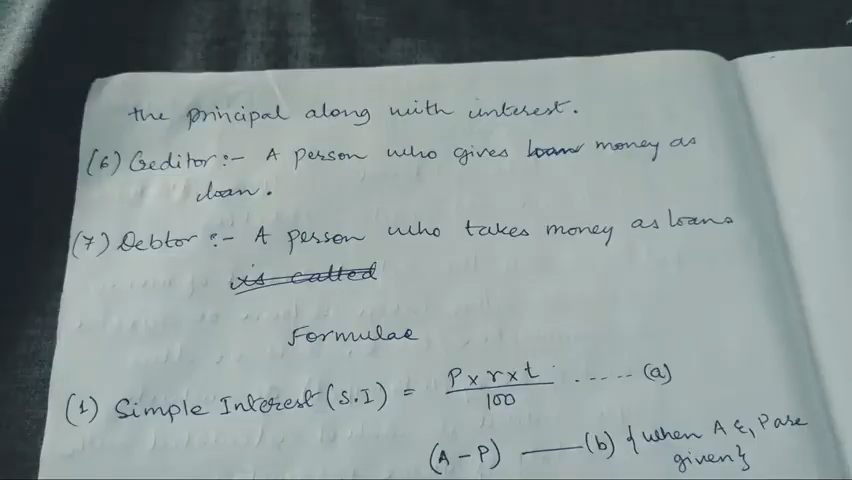 the principal along with interest.
(6) Creditor:- A person who gives loan money as
loan.
(7) Debtor:- A person who takes money as loans
is called
Formulae
(1) Simple Interest (S.I) = P x r x t / 100 ..... (a)
(A - P) —— (b) {when A &, P are
given}